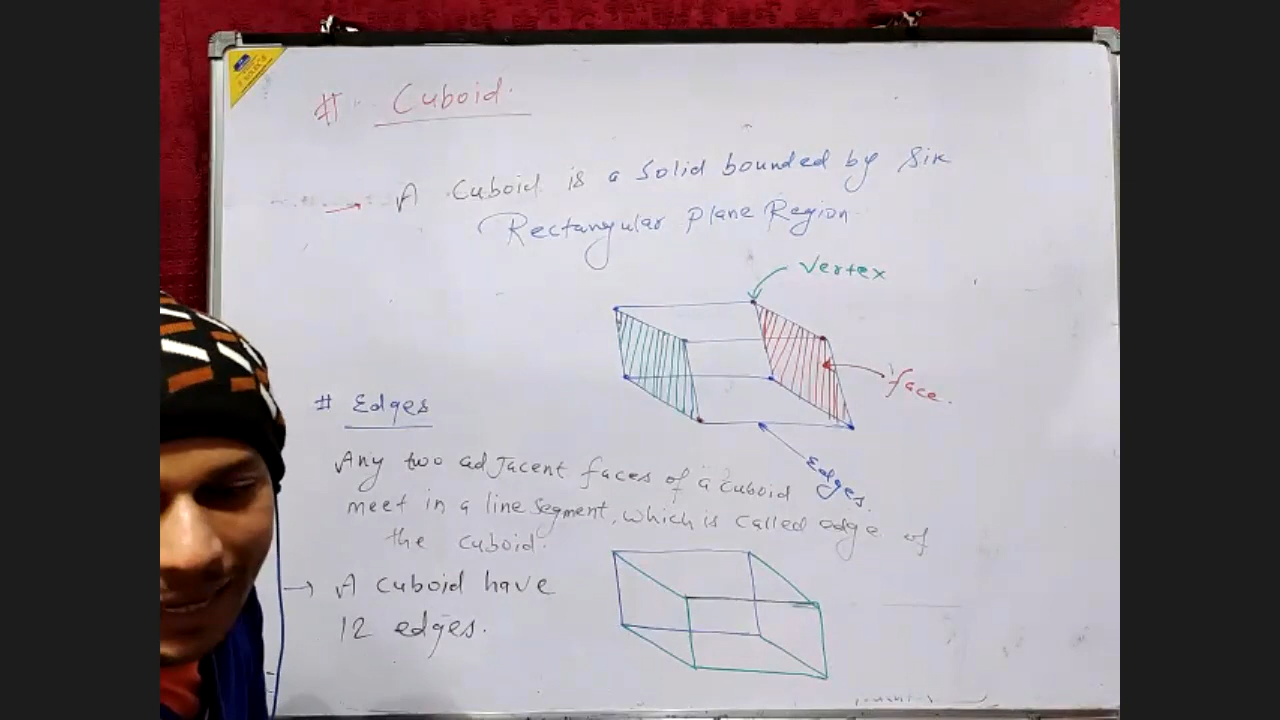 # Cuboid.
→ A Cuboid is a Solid bounded by Six
Rectangular Plane Region
Vertex
face.
Edges.
# Edges
Any two adjacent faces of a cuboid
meet in a line segment, which is called edge of
the cuboid.
→ A cuboid have
12 edges.